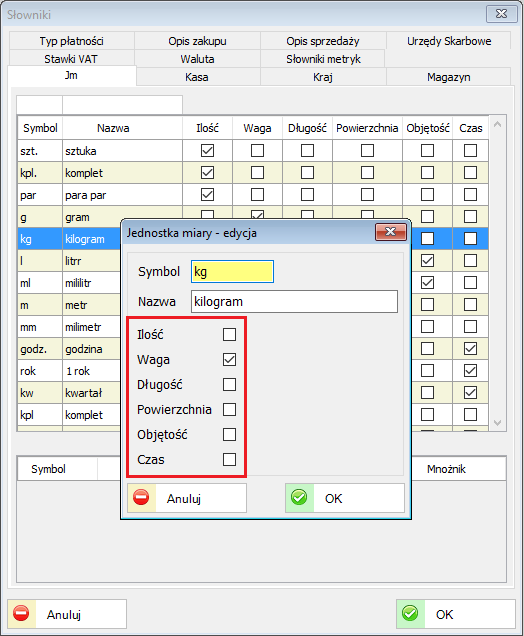 Słowniki
Typ płatności Opis zakupu Opis sprzedaży Urzędy Skarbowe
Stawki VAT Waluta Słowniki metryk
Jm Kasa Kraj Magazyn
Symbol Nazwa Ilość Waga Długość Powierzchnia Objętość Czas
szt. sztuka
kpl. komplet
par para par
g gram
kg kilogram
l litrr
ml mililitr
m metr
mm milimetr
godz. godzina
rok 1 rok
kw kwartał
kpl komplet
Jednostka miary - edycja
Symbol kg
Nazwa kilogram
Ilość
Waga
Długość
Powierzchnia
Objętość
Czas
Anuluj OK
Symbol Mnożnik
Anuluj OK